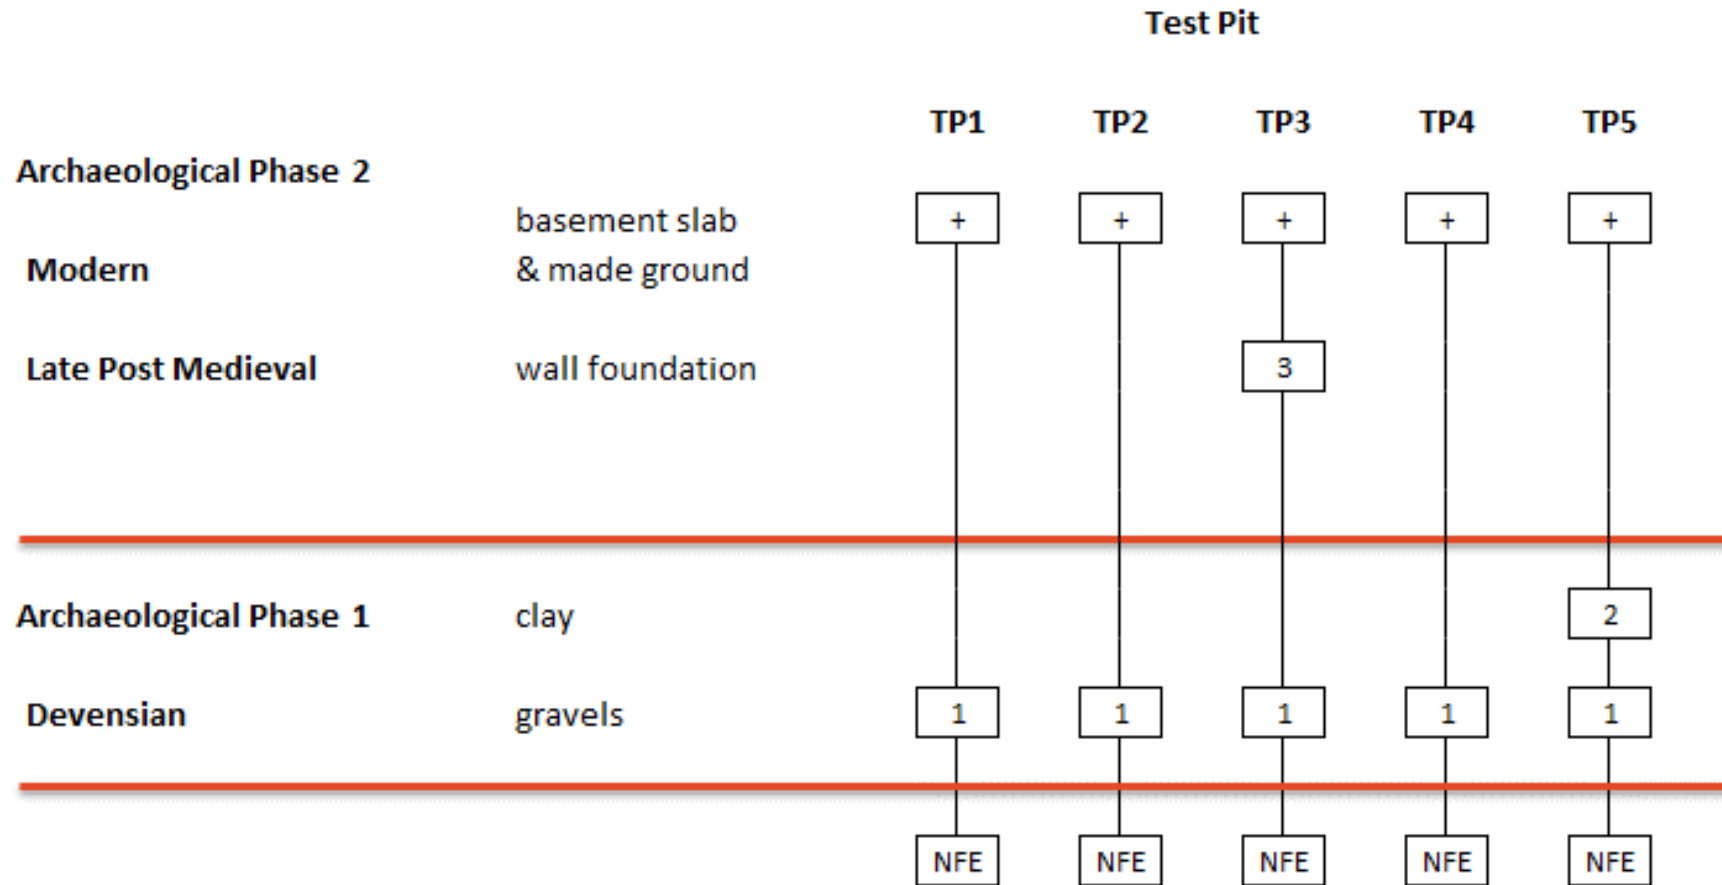 Test Pit
TP1 TP2 TP3 TP4 TP5
Archaeological Phase 2
basement slab + + + + +
Modern & made ground
Late Post Medieval wall foundation 3
Archaeological Phase 1 clay 2
Devensian gravels 1 1 1 1 1
NFE NFE NFE NFE NFE